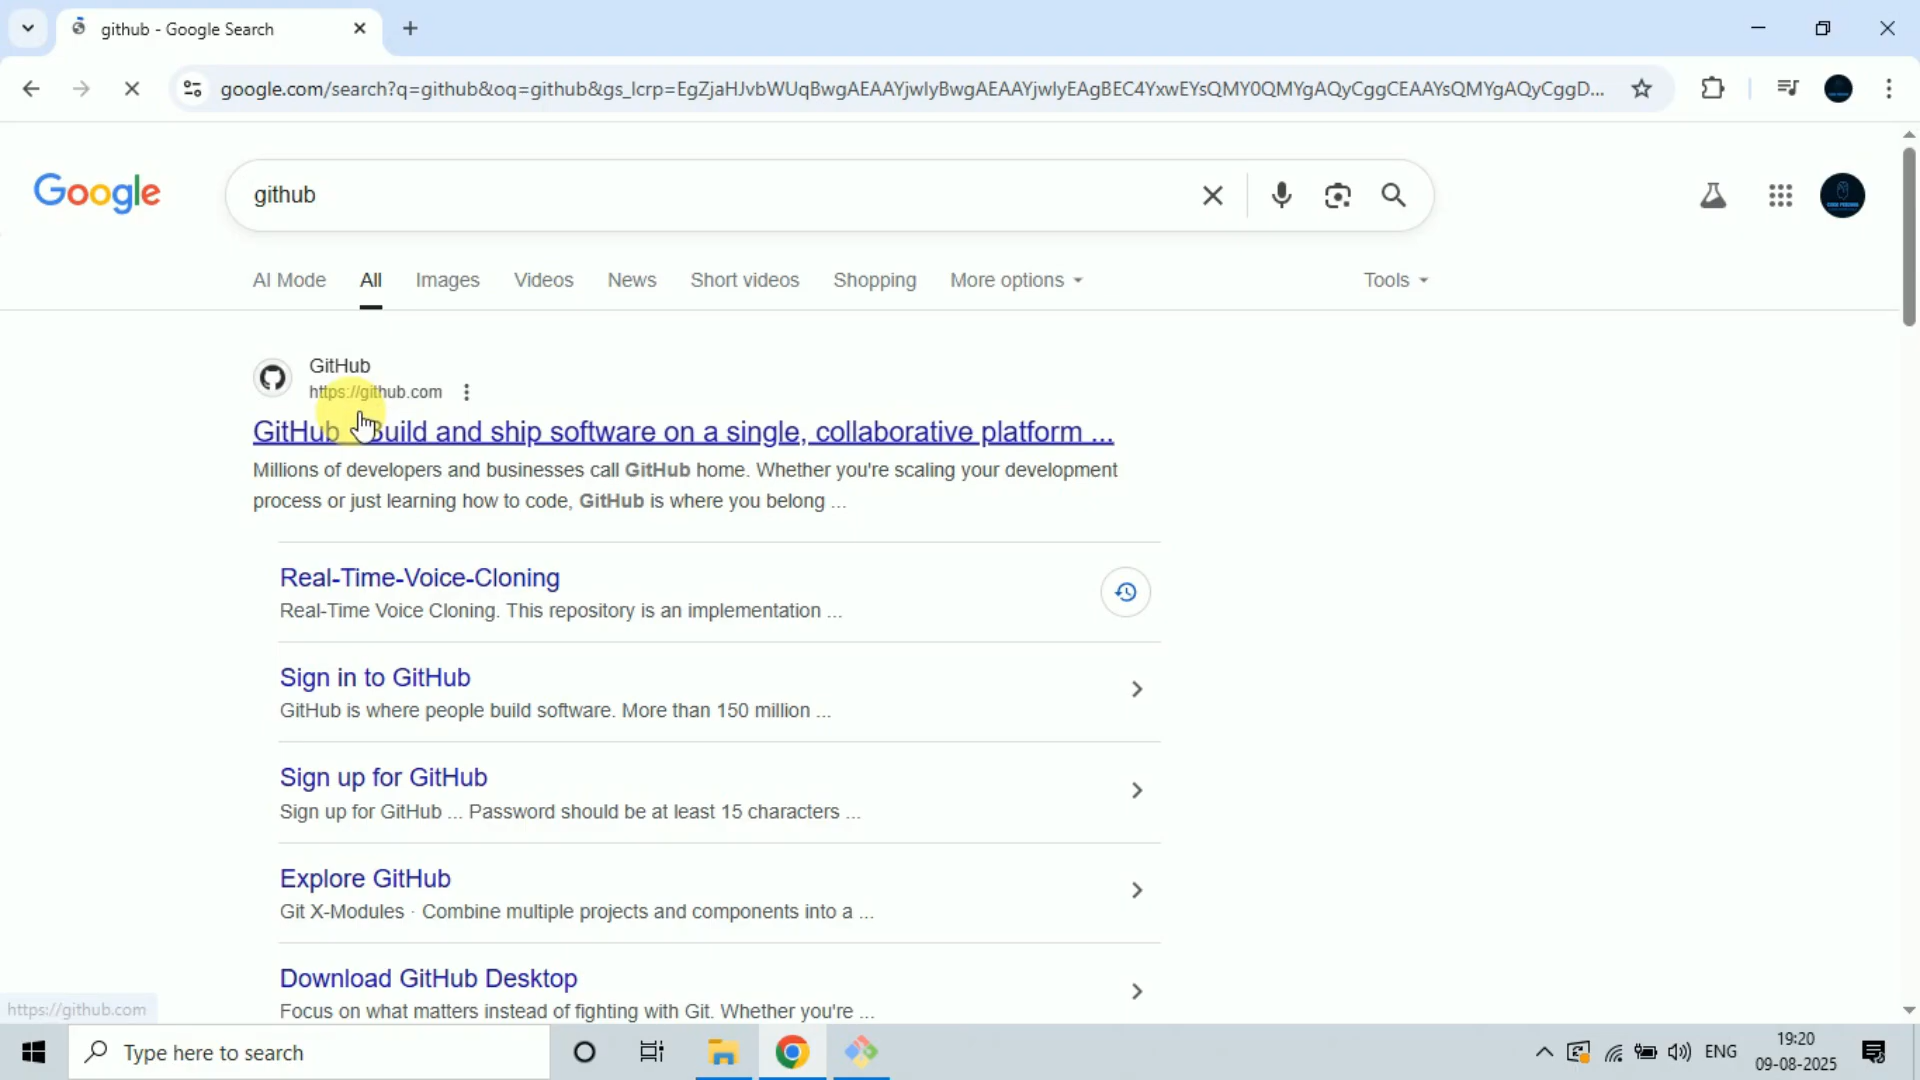 github - Google Search
google.com/search?q=github&oq=github&gs_lcrp=EgZjaHJvbWUqBwgAEAAYjwIyBwgAEAAYjwIyEAgBEC4YxwEYsQMY0QMYgAQyCggCEAAYsQMYgAQyCggD...
Google
github
AI Mode
All
Images
Videos
News
Short videos
Shopping
More options
Tools
GitHub
https://github.com
GitHub · Build and ship software on a single, collaborative platform ...
Millions of developers and businesses call GitHub home. Whether you're scaling your development
process or just learning how to code, GitHub is where you belong ...
Real-Time-Voice-Cloning
Real-Time Voice Cloning. This repository is an implementation ...
Sign in to GitHub
GitHub is where people build software. More than 150 million ...
Sign up for GitHub
Sign up for GitHub ... Password should be at least 15 characters ...
Explore GitHub
Git X-Modules · Combine multiple projects and components into a ...
Download GitHub Desktop
Focus on what matters instead of fighting with Git. Whether you're ...
https://github.com
Type here to search
ENG
19:20
09-08-2025